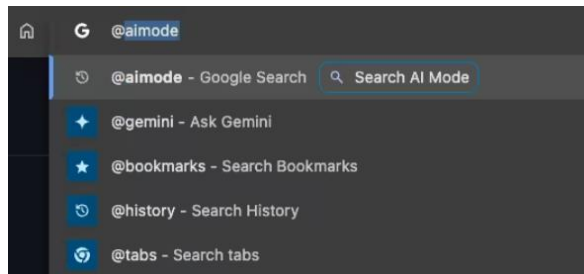 @aimode
@aimode - Google Search Search AI Mode
@gemini - Ask Gemini
@bookmarks - Search Bookmarks
@history - Search History
@tabs - Search tabs